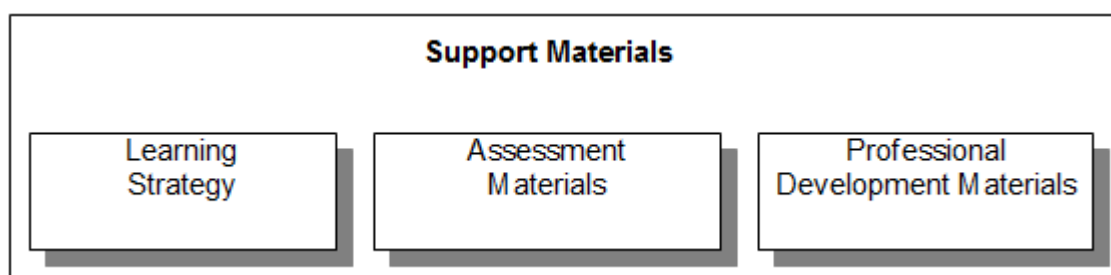 Support Materials
Learning
Strategy
Assessment
Materials
Professional
Development Materials